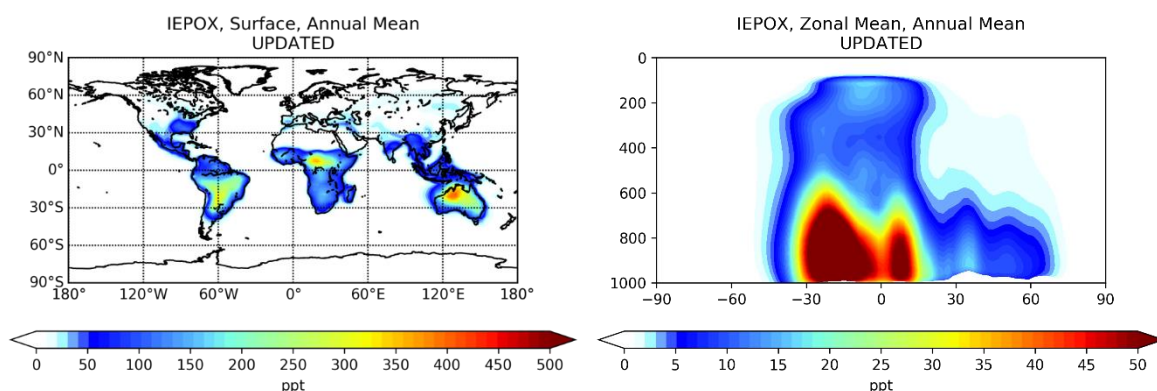 IEPOX, Surface, Annual Mean
UPDATED
90°N
60°N
30°N
0°
30°S
60°S
90°S
180°
120°W
60°W
0°
60°E
120°E
180°
0
50
100
150
200
250
300
350
400
450
500
ppt
IEPOX, Zonal Mean, Annual Mean
UPDATED
0
200
400
600
800
1000
−90
−60
−30
0
30
60
90
0
5
10
15
20
25
30
35
40
45
50
ppt